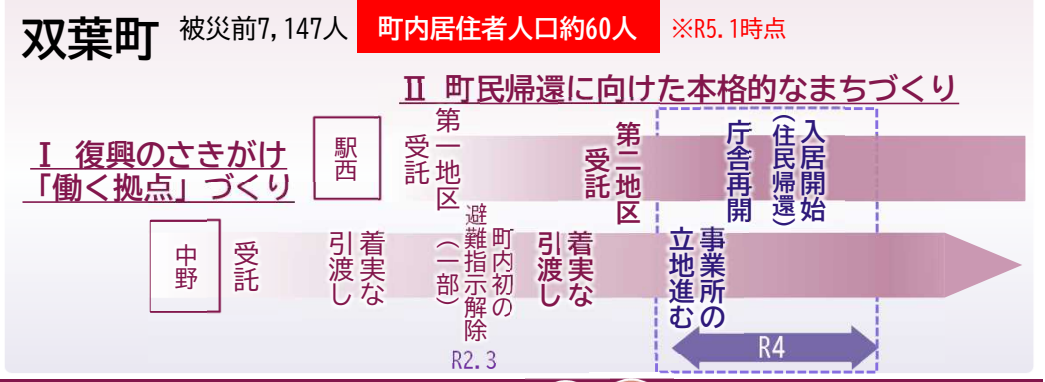 双葉町 被災前7,147人 町内居住者人口約60人 ※R5.1時点
Ⅱ 町民帰還に向けた本格的なまちづくり
Ⅰ 復興のさきがけ
「働く拠点」づくり
駅西
第一地区
受託
第二地区
受託
庁舎再開
入居開始
(住民帰還)
中野
受託
着実な
引渡し
町内初の
避難指示解除
(一部)
R2.3
着実な
引渡し
事業所の
立地進む
R4